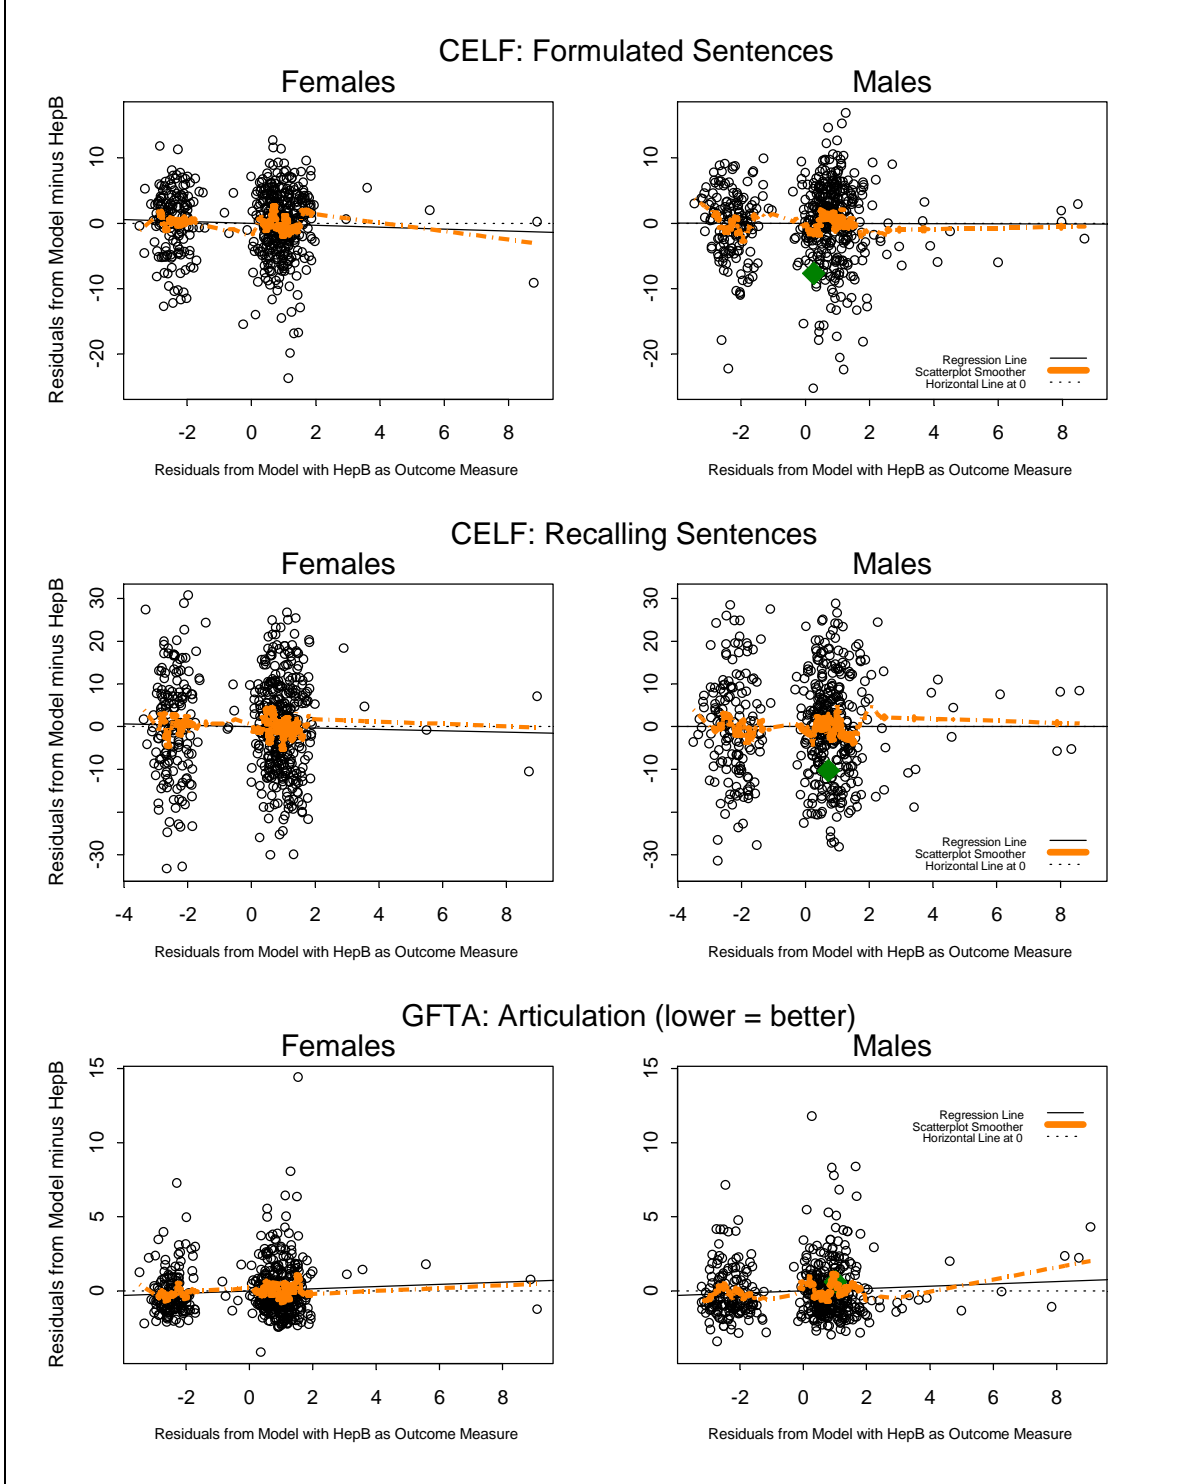 CELF: Formulated Sentences
Females
Males
Residuals from Model minus HepB
10
0
-10
-20
-2 0 2 4 6 8
Residuals from Model with HepB as Outcome Measure
10
0
-10
-20
Regression Line
Scatterplot Smoother
Horizontal Line at 0
-2 0 2 4 6 8
Residuals from Model with HepB as Outcome Measure
CELF: Recalling Sentences
Females
Males
Residuals from Model minus HepB
30
20
10
0
-10
-30
-4 -2 0 2 4 6 8
Residuals from Model with HepB as Outcome Measure
30
20
10
0
-10
-30
Regression Line
Scatterplot Smoother
Horizontal Line at 0
-4 -2 0 2 4 6 8
Residuals from Model with HepB as Outcome Measure
GFTA: Articulation (lower = better)
Females
Males
Residuals from Model minus HepB
15
10
5
0
-2 0 2 4 6 8
Residuals from Model with HepB as Outcome Measure
15
10
5
0
Regression Line
Scatterplot Smoother
Horizontal Line at 0
-2 0 2 4 6 8
Residuals from Model with HepB as Outcome Measure